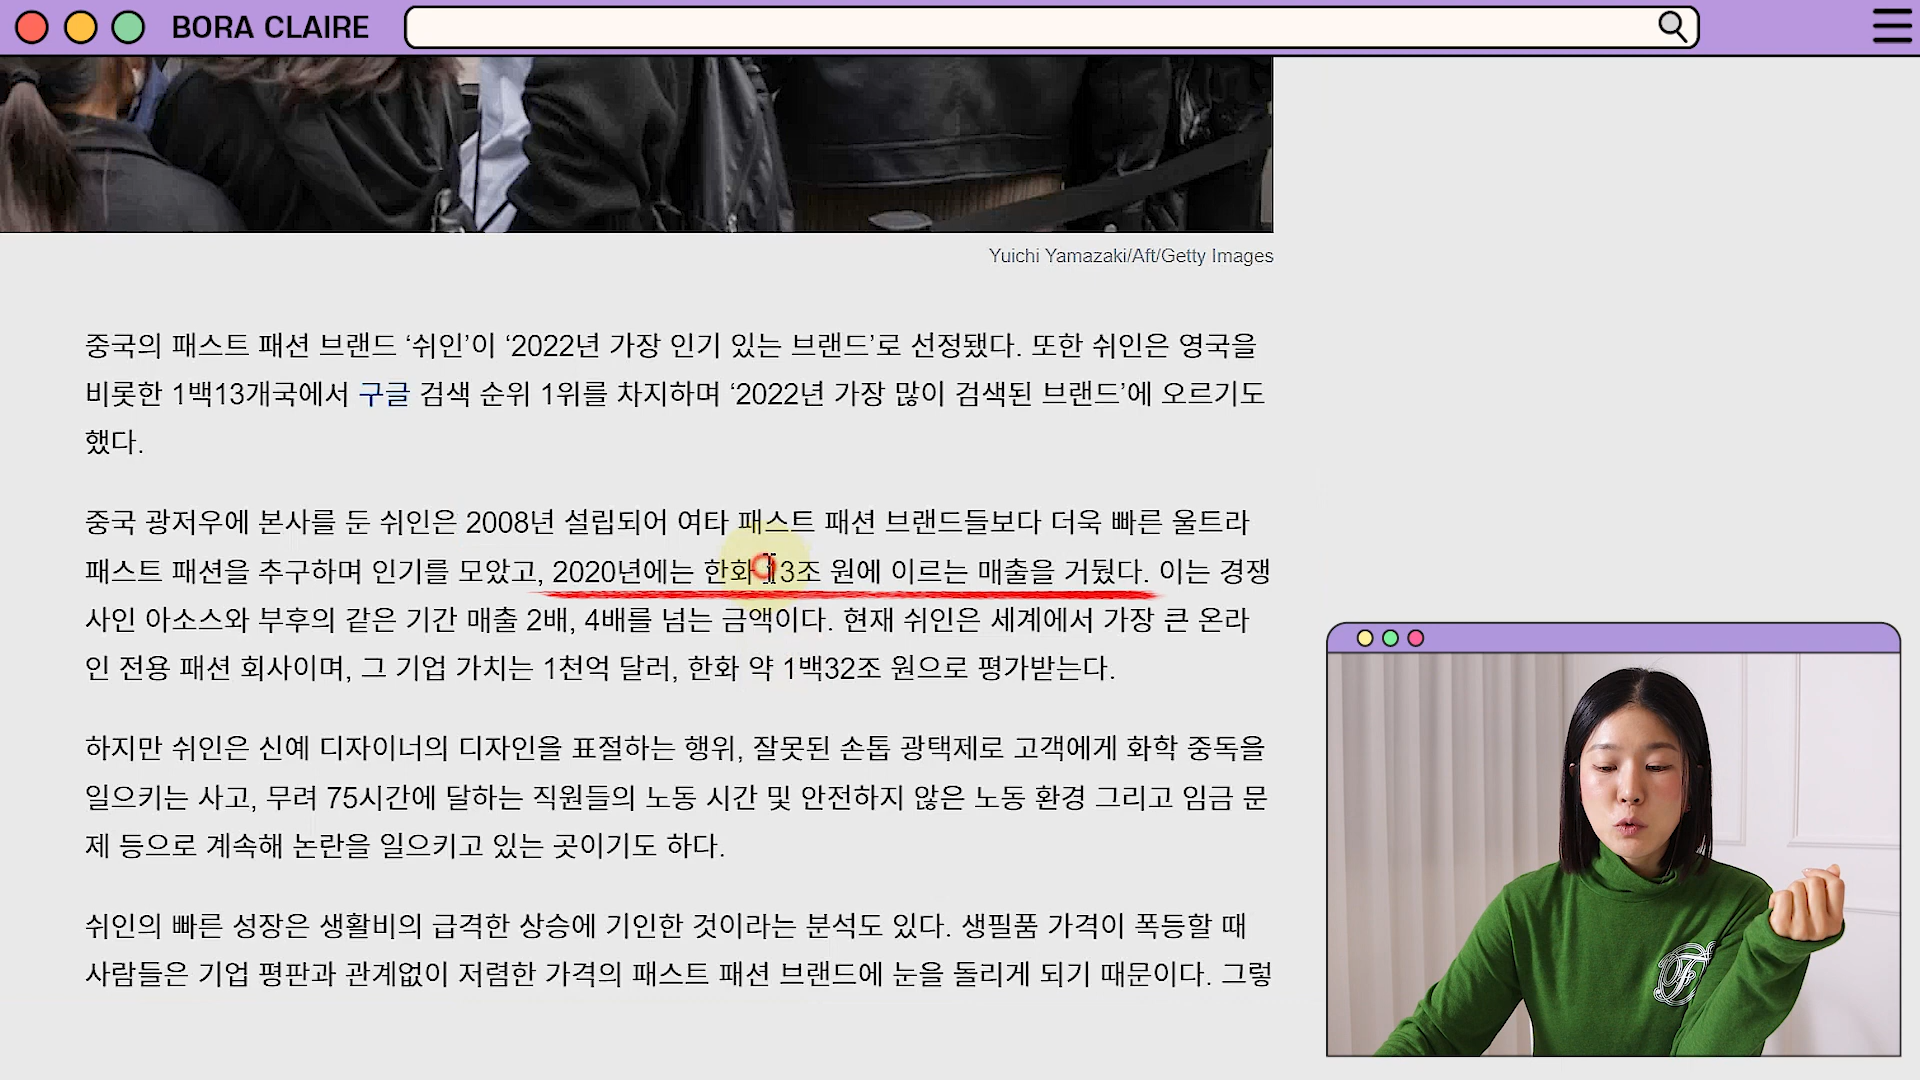 BORA CLAIRE
Yuichi Yamazaki/Aft/Getty Images
중국의 패스트 패션 브랜드 ‘쉬인’이 ‘2022년 가장 인기 있는 브랜드’로 선정됐다. 또한 쉬인은 영국을
비롯한 1백13개국에서 구글 검색 순위 1위를 차지하며 ‘2022년 가장 많이 검색된 브랜드’에 오르기도
했다.
중국 광저우에 본사를 둔 쉬인은 2008년 설립되어 여타 패스트 패션 브랜드들보다 더욱 빠른 울트라
패스트 패션을 추구하며 인기를 모았고, 2020년에는 한화 13조 원에 이르는 매출을 거뒀다. 이는 경쟁
사인 아소스와 부후의 같은 기간 매출 2배, 4배를 넘는 금액이다. 현재 쉬인은 세계에서 가장 큰 온라
인 전용 패션 회사이며, 그 기업 가치는 1천억 달러, 한화 약 1백32조 원으로 평가받는다.
하지만 쉬인은 신예 디자이너의 디자인을 표절하는 행위, 잘못된 손톱 광택제로 고객에게 화학 중독을
일으키는 사고, 무려 75시간에 달하는 직원들의 노동 시간 및 안전하지 않은 노동 환경 그리고 임금 문
제 등으로 계속해 논란을 일으키고 있는 곳이기도 하다.
쉬인의 빠른 성장은 생활비의 급격한 상승에 기인한 것이라는 분석도 있다. 생필품 가격이 폭등할 때
사람들은 기업 평판과 관계없이 저렴한 가격의 패스트 패션 브랜드에 눈을 돌리게 되기 때문이다. 그렇